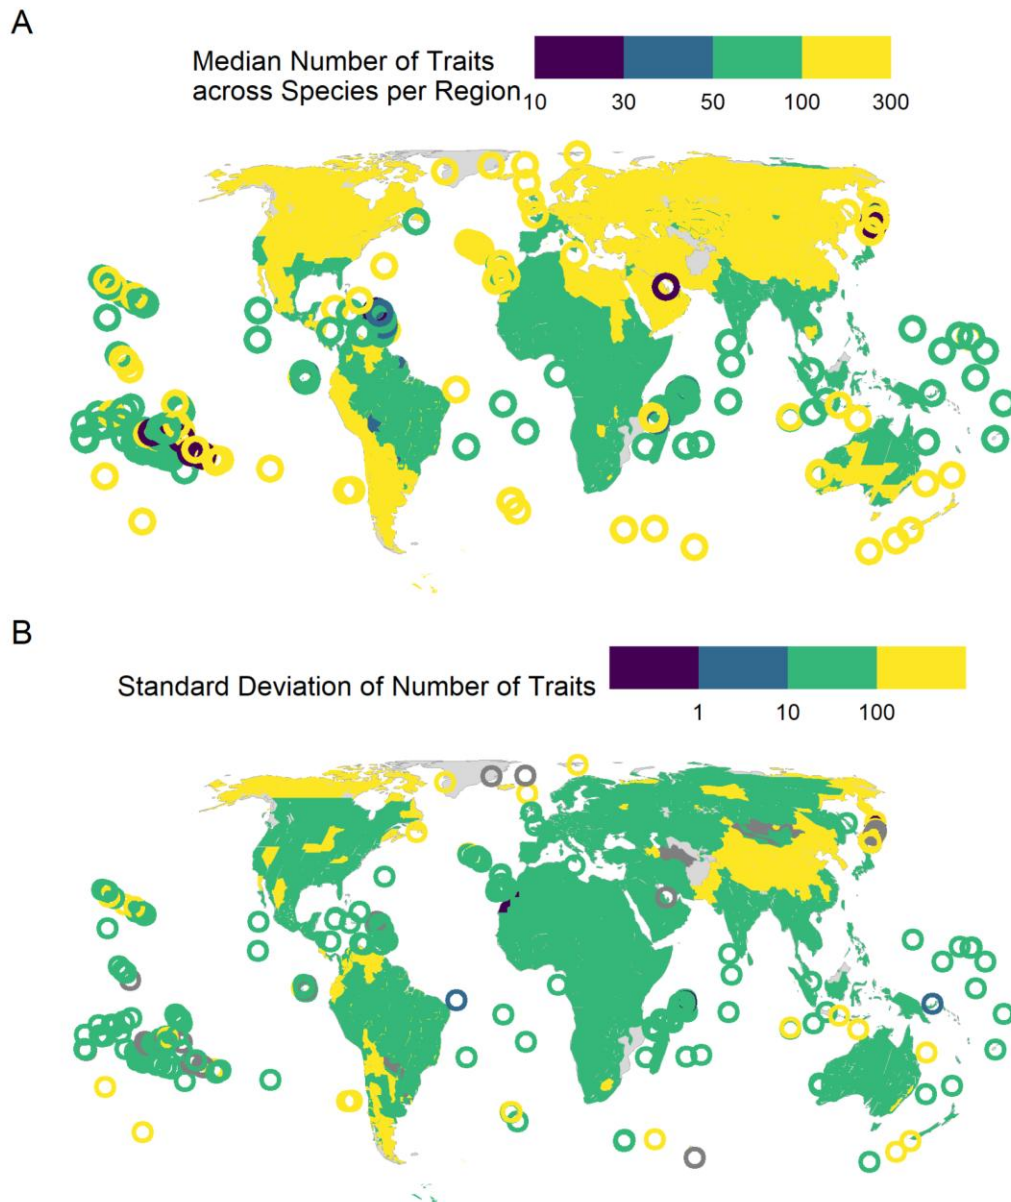 A
Median Number of Traits
across Species per Region
10 30 50 100 300
B
Standard Deviation of Number of Traits
1 10 100